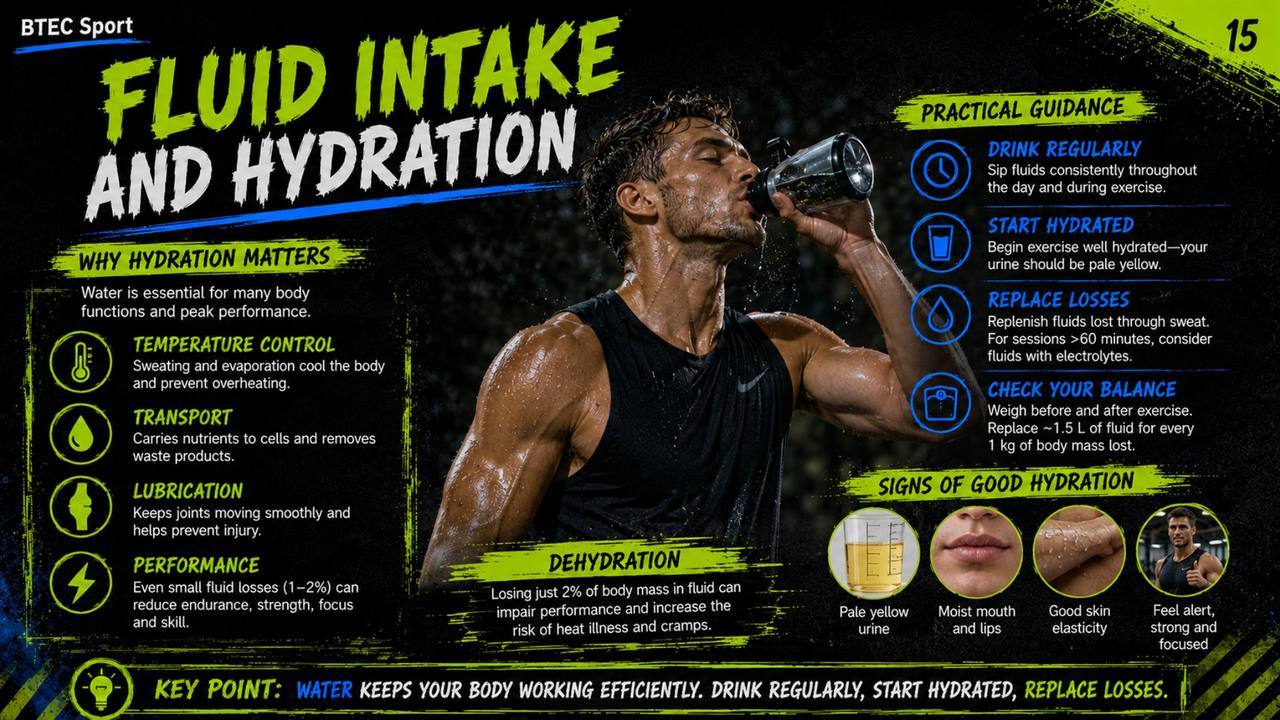 BTEC Sport
15
FLUID INTAKE
AND HYDRATION
WHY HYDRATION MATTERS
Water is essential for many body
functions and peak performance.
TEMPERATURE CONTROL
Sweating and evaporation cool the body
and prevent overheating.
TRANSPORT
Carries nutrients to cells and removes
waste products.
LUBRICATION
Keeps joints moving smoothly and
helps prevent injury.
PERFORMANCE
Even small fluid losses (1–2%) can
reduce endurance, strength, focus
and skill.
DEHYDRATION
Losing just 2% of body mass in fluid can
impair performance and increase the
risk of heat illness and cramps.
PRACTICAL GUIDANCE
DRINK REGULARLY
Sip fluids consistently throughout
the day and during exercise.
START HYDRATED
Begin exercise well hydrated—your
urine should be pale yellow.
REPLACE LOSSES
Replenish fluids lost through sweat.
For sessions >60 minutes, consider
fluids with electrolytes.
CHECK YOUR BALANCE
Weigh before and after exercise.
Replace ~1.5 L of fluid for every
1 kg of body mass lost.
SIGNS OF GOOD HYDRATION
Pale yellow
urine
Moist mouth
and lips
Good skin
elasticity
Feel alert,
strong and
focused
KEY POINT: WATER KEEPS YOUR BODY WORKING EFFICIENTLY. DRINK REGULARLY, START HYDRATED, REPLACE LOSSES.